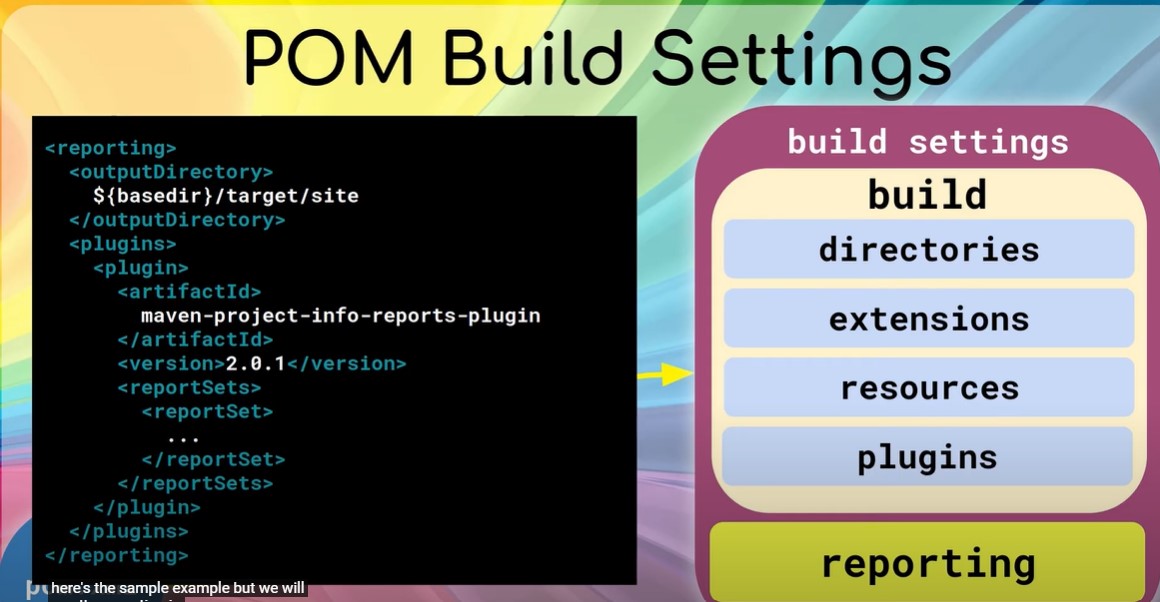 POM Build Settings
<reporting>
<outputDirectory>
${basedir}/target/site
</outputDirectory>
<plugins>
<plugin>
<artifactId>
maven-project-info-reports-plugin
</artifactId>
<version>2.0.1</version>
<reportSets>
<reportSet>
...
</reportSet>
</reportSets>
</plugin>
</plugins>
</reporting>
build settings
build
directories
extensions
resources
plugins
reporting
here's the sample example but we will